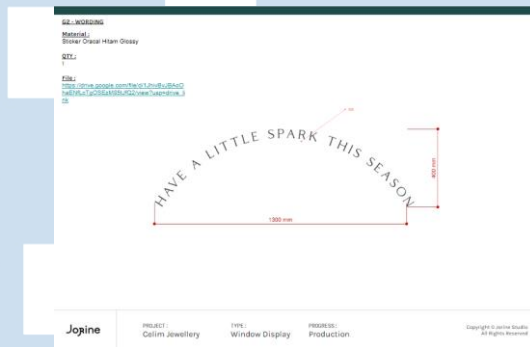 G2 - WORDING
Material :
Sticker Oracal Hitam Glossy
QTY :
1
File :
HAVE A LITTLE SPARK THIS SEASON
400 mm
1300 mm
Jorine
PROJECT :
Celim Jewellery
TYPE :
Window Display
PROGRESS :
Production
Copyright © Jorine Studio
All Rights Reserved